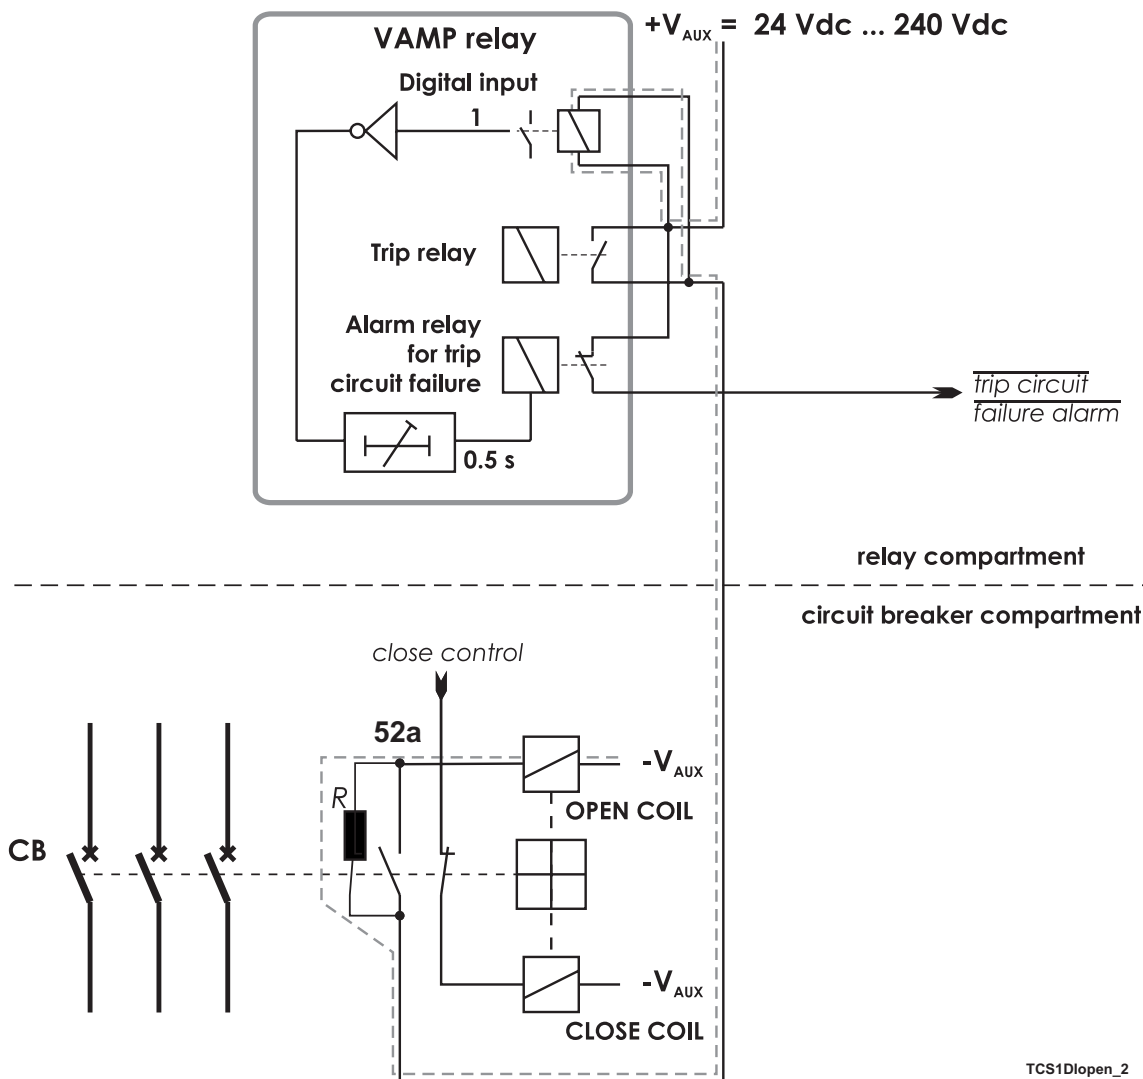 VAMP relay
+VAUX = 24 Vdc ... 240 Vdc
Digital input
1
Trip relay
Alarm relay
for trip
circuit failure
0.5 s
trip circuit
failure alarm
relay compartment
circuit breaker compartment
close control
52a
-VAUX
R
OPEN COIL
CB
-VAUX
CLOSE COIL
TCS1DIopen_2